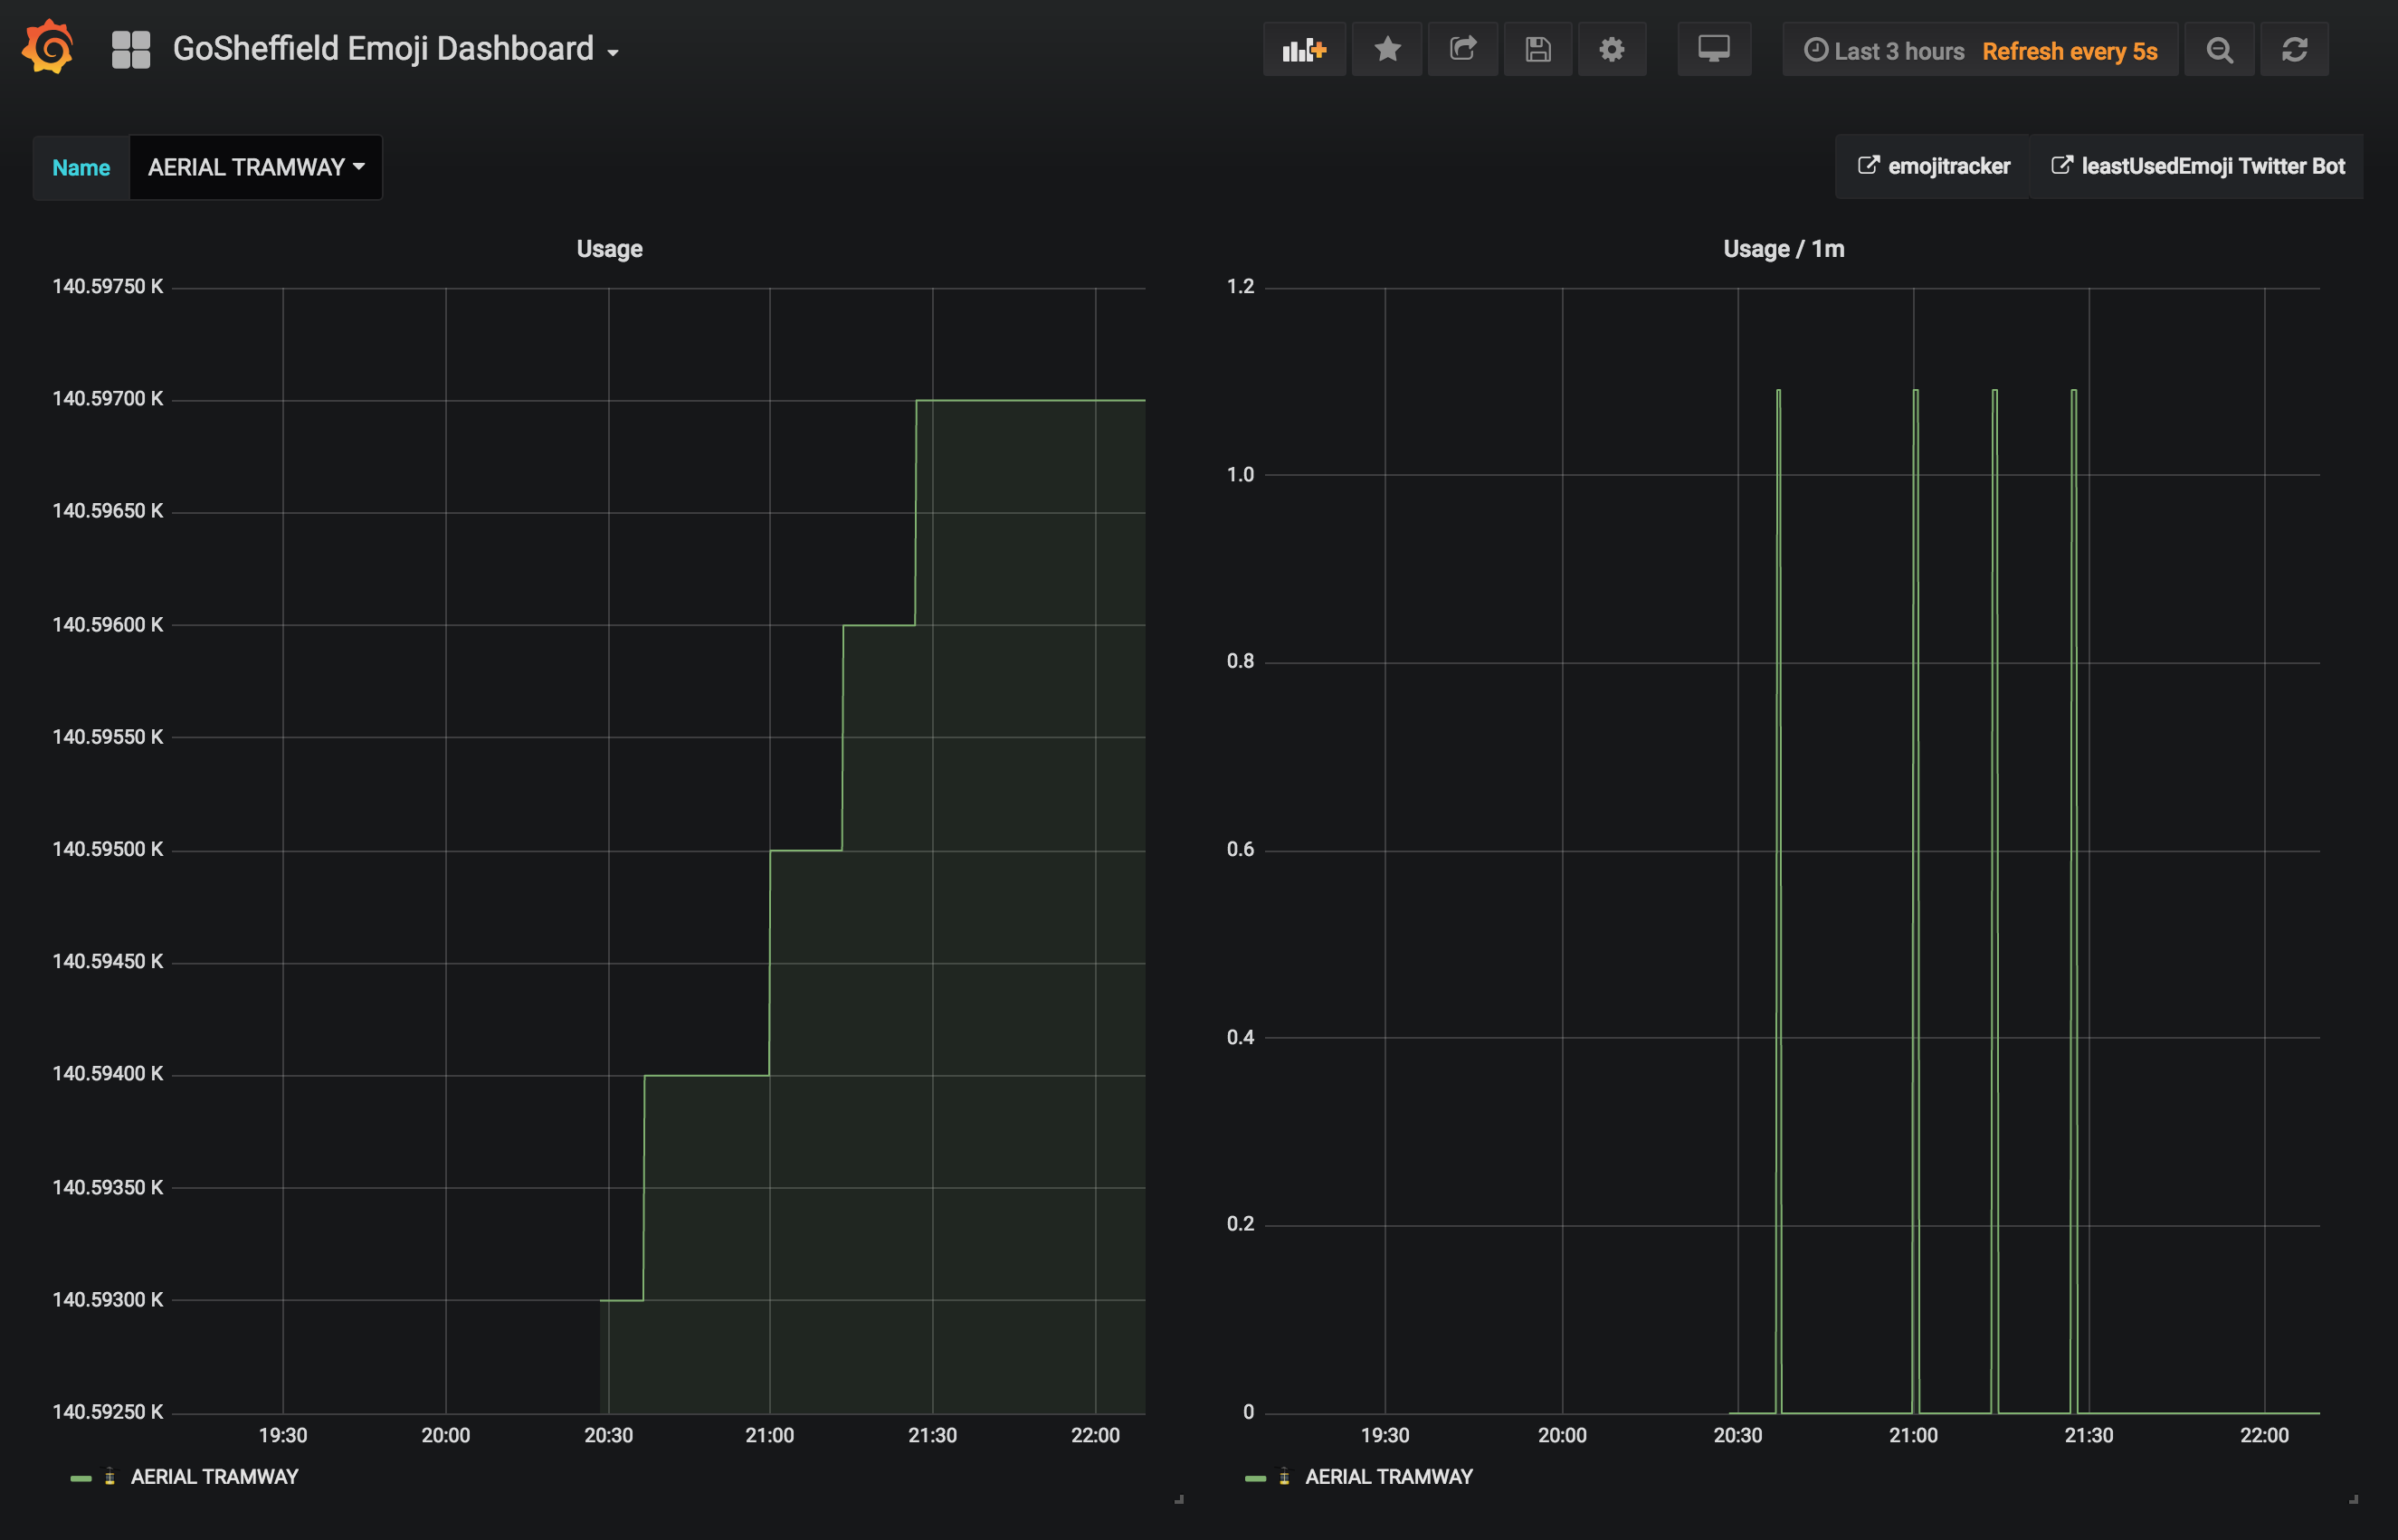 GoSheffield Emoji Dashboard
Last 3 hours Refresh every 5s
Name AERIAL TRAMWAY
emojitracker
leastUsedEmoji Twitter Bot
Usage
140.59750 K
140.59700 K
140.59650 K
140.59600 K
140.59550 K
140.59500 K
140.59450 K
140.59400 K
140.59350 K
140.59300 K
140.59250 K
19:30 20:00 20:30 21:00 21:30 22:00
AERIAL TRAMWAY
Usage / 1m
1.2
1.0
0.8
0.6
0.4
0.2
0
19:30 20:00 20:30 21:00 21:30 22:00
AERIAL TRAMWAY